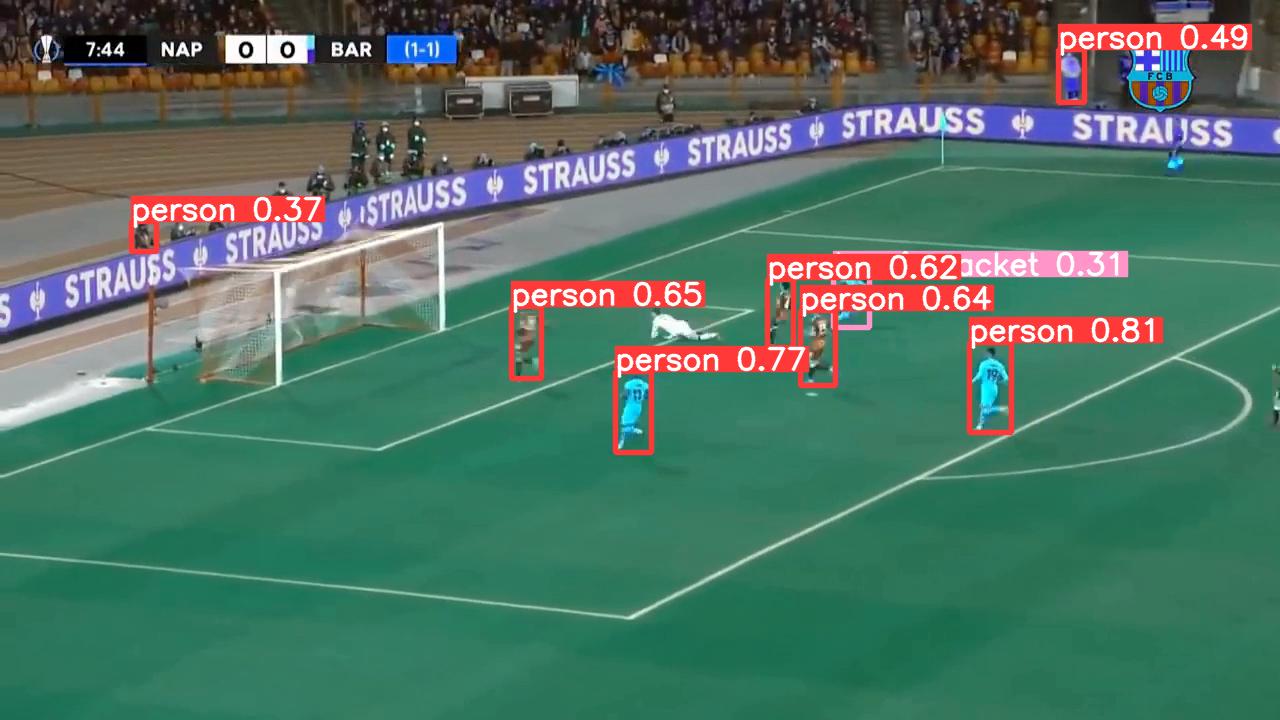 7:44 NAP 0 0 BAR (1-1)
person 0.49
FCB
STRAUSS STRAUSS STRAUSS STRAUSS STRAUSS STRAUSS STRAUSS STRAUSS
person 0.37
person 0.62
acket 0.31
person 0.65
person 0.64
person 0.81
person 0.77
19